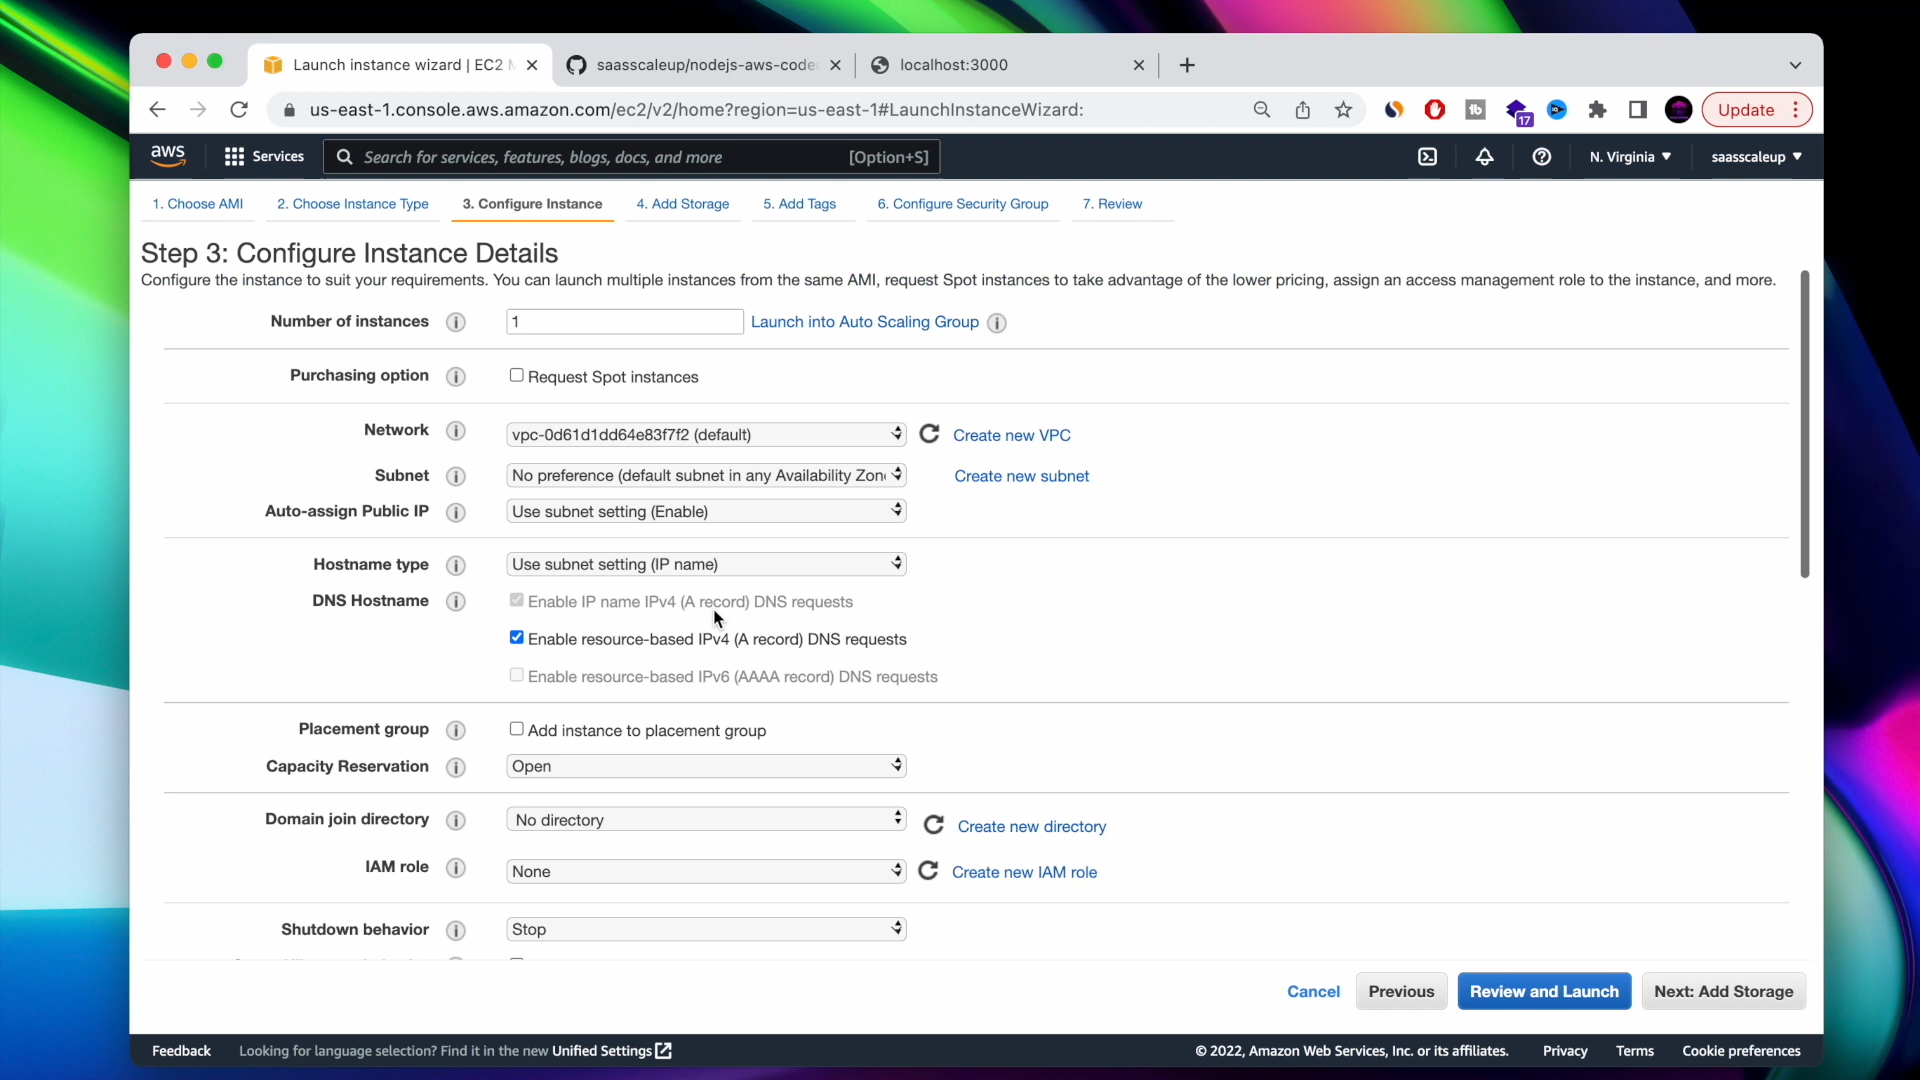 Launch instance wizard | EC2 M
saasscaleup/nodejs-aws-codec
localhost:3000
us-east-1.console.aws.amazon.com/ec2/v2/home?region=us-east-1#LaunchInstanceWizard:
tb
17
Update
aws
Services
Search for services, features, blogs, docs, and more
[Option+S]
N. Virginia
saasscaleup
1. Choose AMI
2. Choose Instance Type
3. Configure Instance
4. Add Storage
5. Add Tags
6. Configure Security Group
7. Review
Step 3: Configure Instance Details
Configure the instance to suit your requirements. You can launch multiple instances from the same AMI, request Spot instances to take advantage of the lower pricing, assign an access management role to the instance, and more.
Number of instances
1
Launch into Auto Scaling Group
Purchasing option
Request Spot instances
Network
vpc-0d61d1dd64e83f7f2 (default)
Create new VPC
Subnet
No preference (default subnet in any Availability Zon
Create new subnet
Auto-assign Public IP
Use subnet setting (Enable)
Hostname type
Use subnet setting (IP name)
DNS Hostname
Enable IP name IPv4 (A record) DNS requests
Enable resource-based IPv4 (A record) DNS requests
Enable resource-based IPv6 (AAAA record) DNS requests
Placement group
Add instance to placement group
Capacity Reservation
Open
Domain join directory
No directory
Create new directory
IAM role
None
Create new IAM role
Shutdown behavior
Stop
Cancel
Previous
Review and Launch
Next: Add Storage
Feedback
Looking for language selection? Find it in the new Unified Settings
© 2022, Amazon Web Services, Inc. or its affiliates.
Privacy
Terms
Cookie preferences